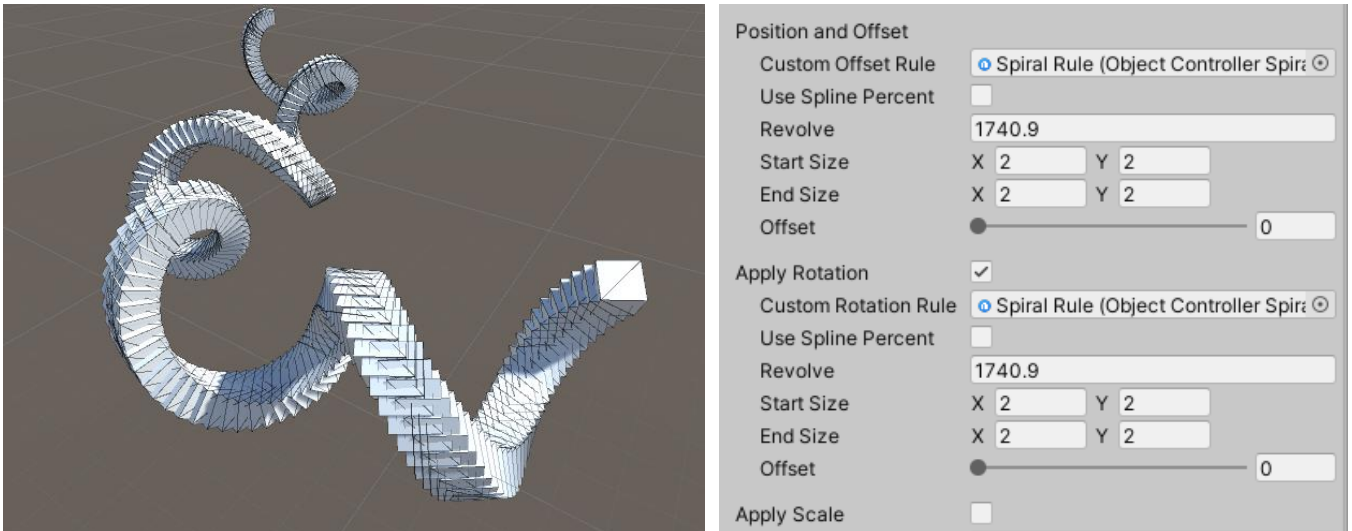 Position and Offset
Custom Offset Rule Spiral Rule (Object Controller Spira
Use Spline Percent
Revolve 1740.9
Start Size X 2 Y 2
End Size X 2 Y 2
Offset 0
Apply Rotation
Custom Rotation Rule Spiral Rule (Object Controller Spira
Use Spline Percent
Revolve 1740.9
Start Size X 2 Y 2
End Size X 2 Y 2
Offset 0
Apply Scale